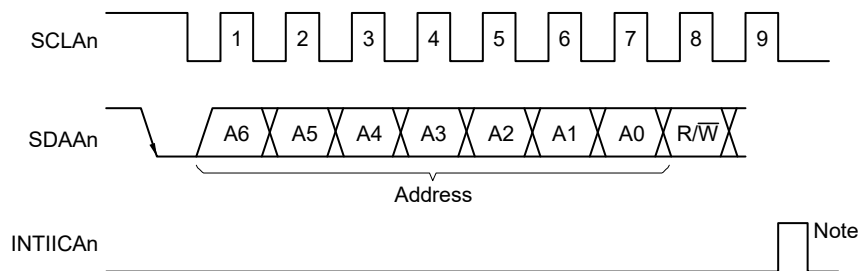 SCLAn 1 2 3 4 5 6 7 8 9
SDAAn A6 A5 A4 A3 A2 A1 A0 R/W̅
Address
INTIICAn Note